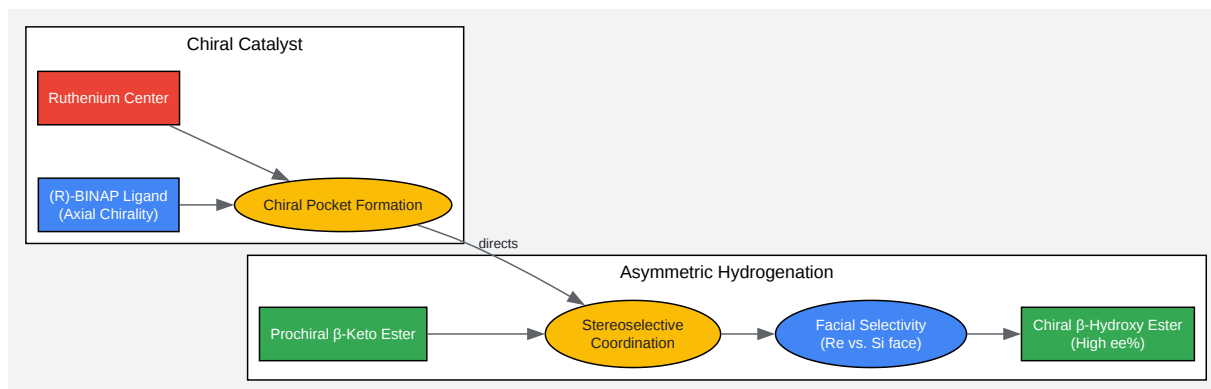 Chiral Catalyst
Ruthenium Center
(R)-BINAP Ligand
(Axial Chirality)
Chiral Pocket Formation
directs
Asymmetric Hydrogenation
Prochiral β-Keto Ester
Stereoselective
Coordination
Facial Selectivity
(Re vs. Si face)
Chiral β-Hydroxy Ester
(High ee%)